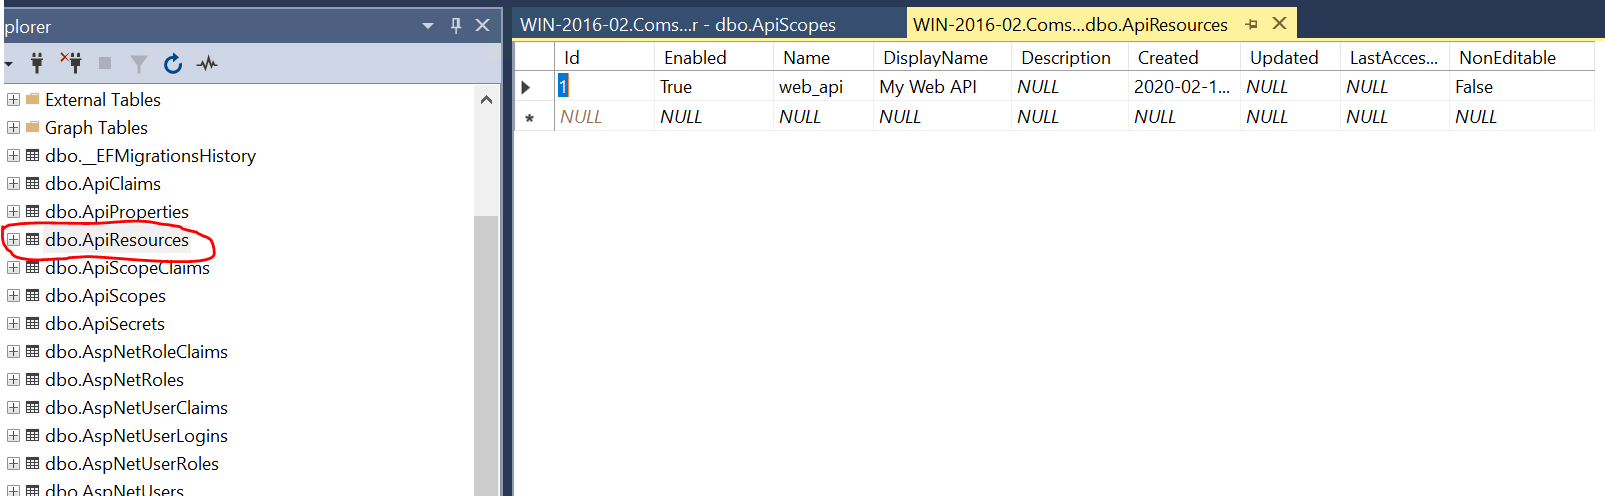 plorer
External Tables
Graph Tables
dbo.__EFMigrationsHistory
dbo.ApiClaims
dbo.ApiProperties
dbo.ApiResources
dbo.ApiScopeClaims
dbo.ApiScopes
dbo.ApiSecrets
dbo.AspNetRoleClaims
dbo.AspNetRoles
dbo.AspNetUserClaims
dbo.AspNetUserLogins
dbo.AspNetUserRoles
dbo.AspNetUsers
WIN-2016-02.Coms...r - dbo.ApiScopes WIN-2016-02.Coms...dbo.ApiResources
Id Enabled Name DisplayName Description Created Updated LastAcces... NonEditable
1 True web_api My Web API NULL 2020-02-1... NULL NULL False
NULL NULL NULL NULL NULL NULL NULL NULL NULL